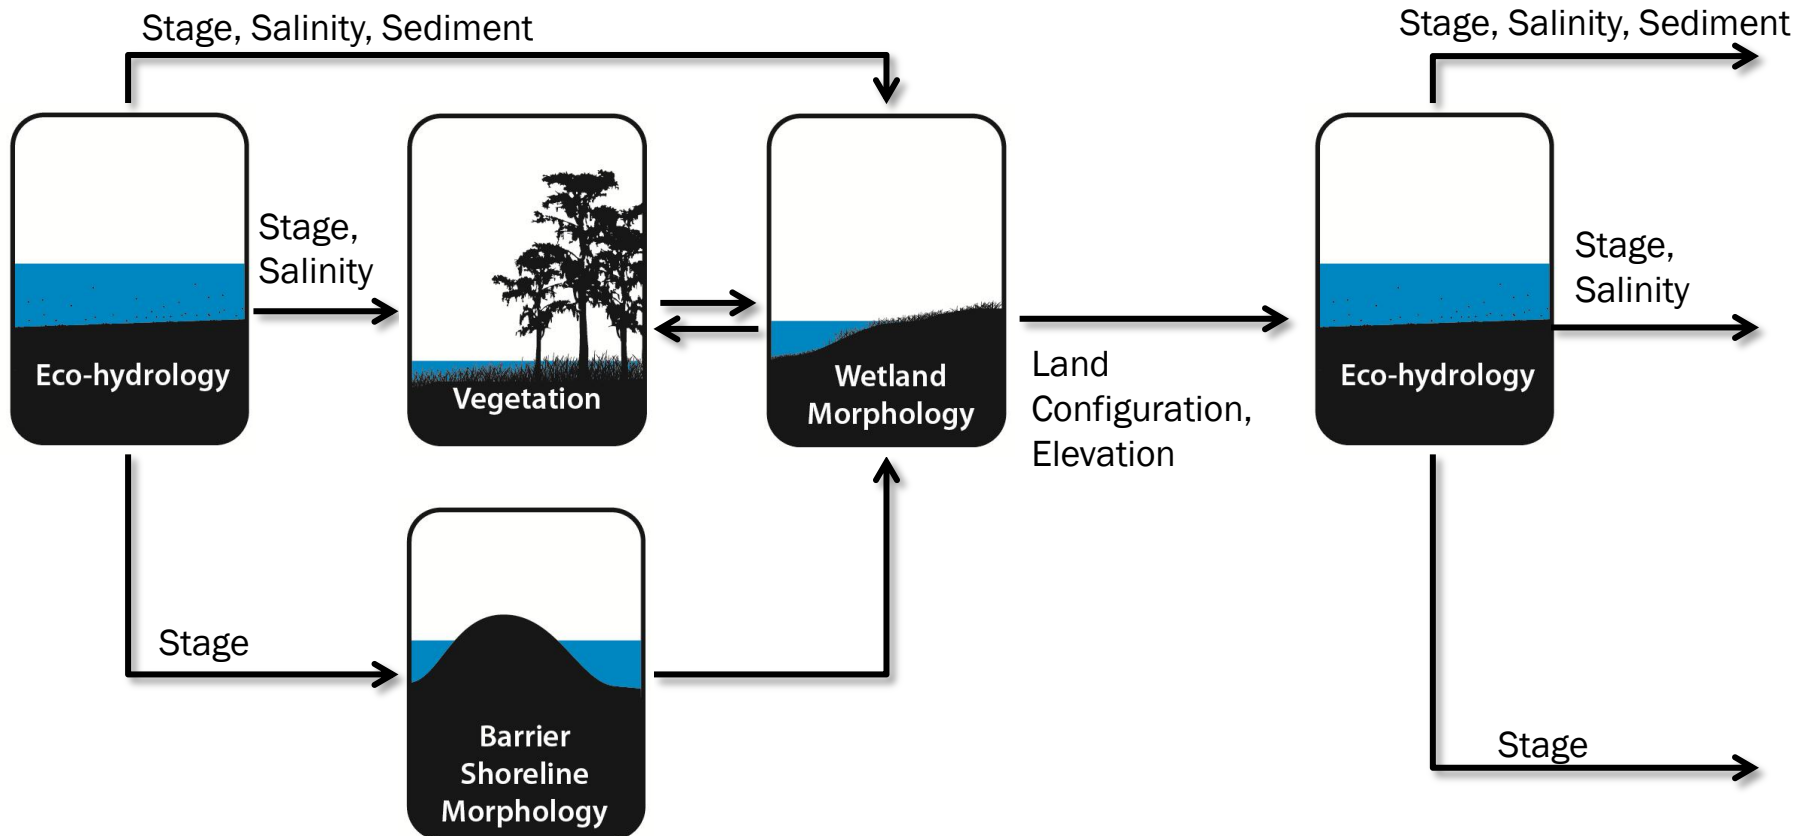 Stage, Salinity, Sediment
Stage, Salinity, Sediment
Stage,
Salinity
Stage,
Salinity
Eco-hydrology
Vegetation
Wetland
Morphology
Land
Configuration,
Elevation
Eco-hydrology
Stage
Barrier
Shoreline
Morphology
Stage